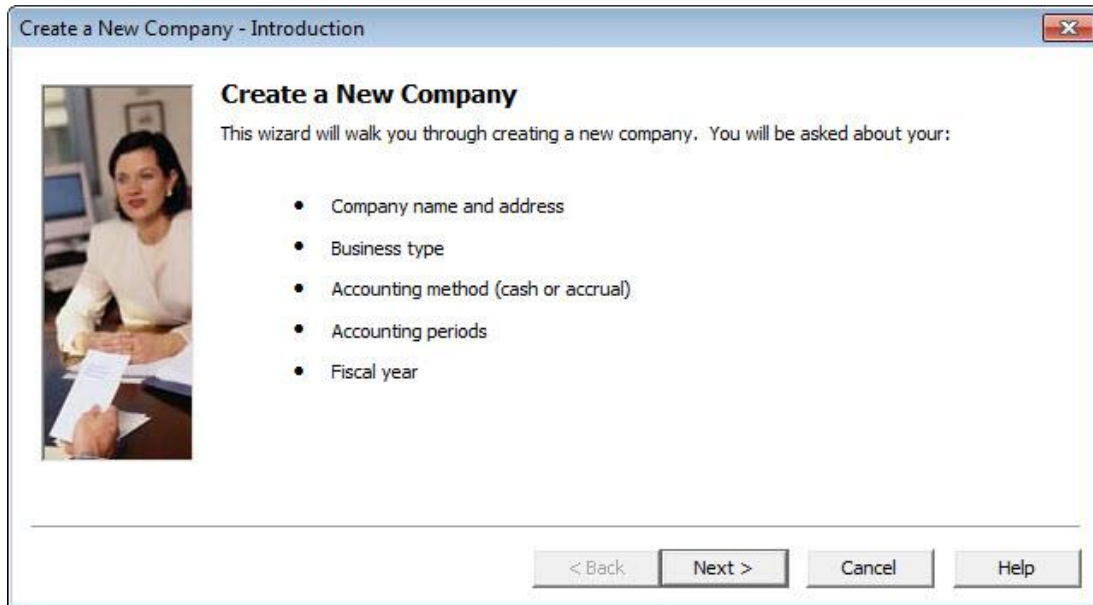 Create a New Company - Introduction
Create a New Company
This wizard will walk you through creating a new company.  You will be asked about your:
• Company name and address
• Business type
• Accounting method (cash or accrual)
• Accounting periods
• Fiscal year
< Back Next > Cancel Help